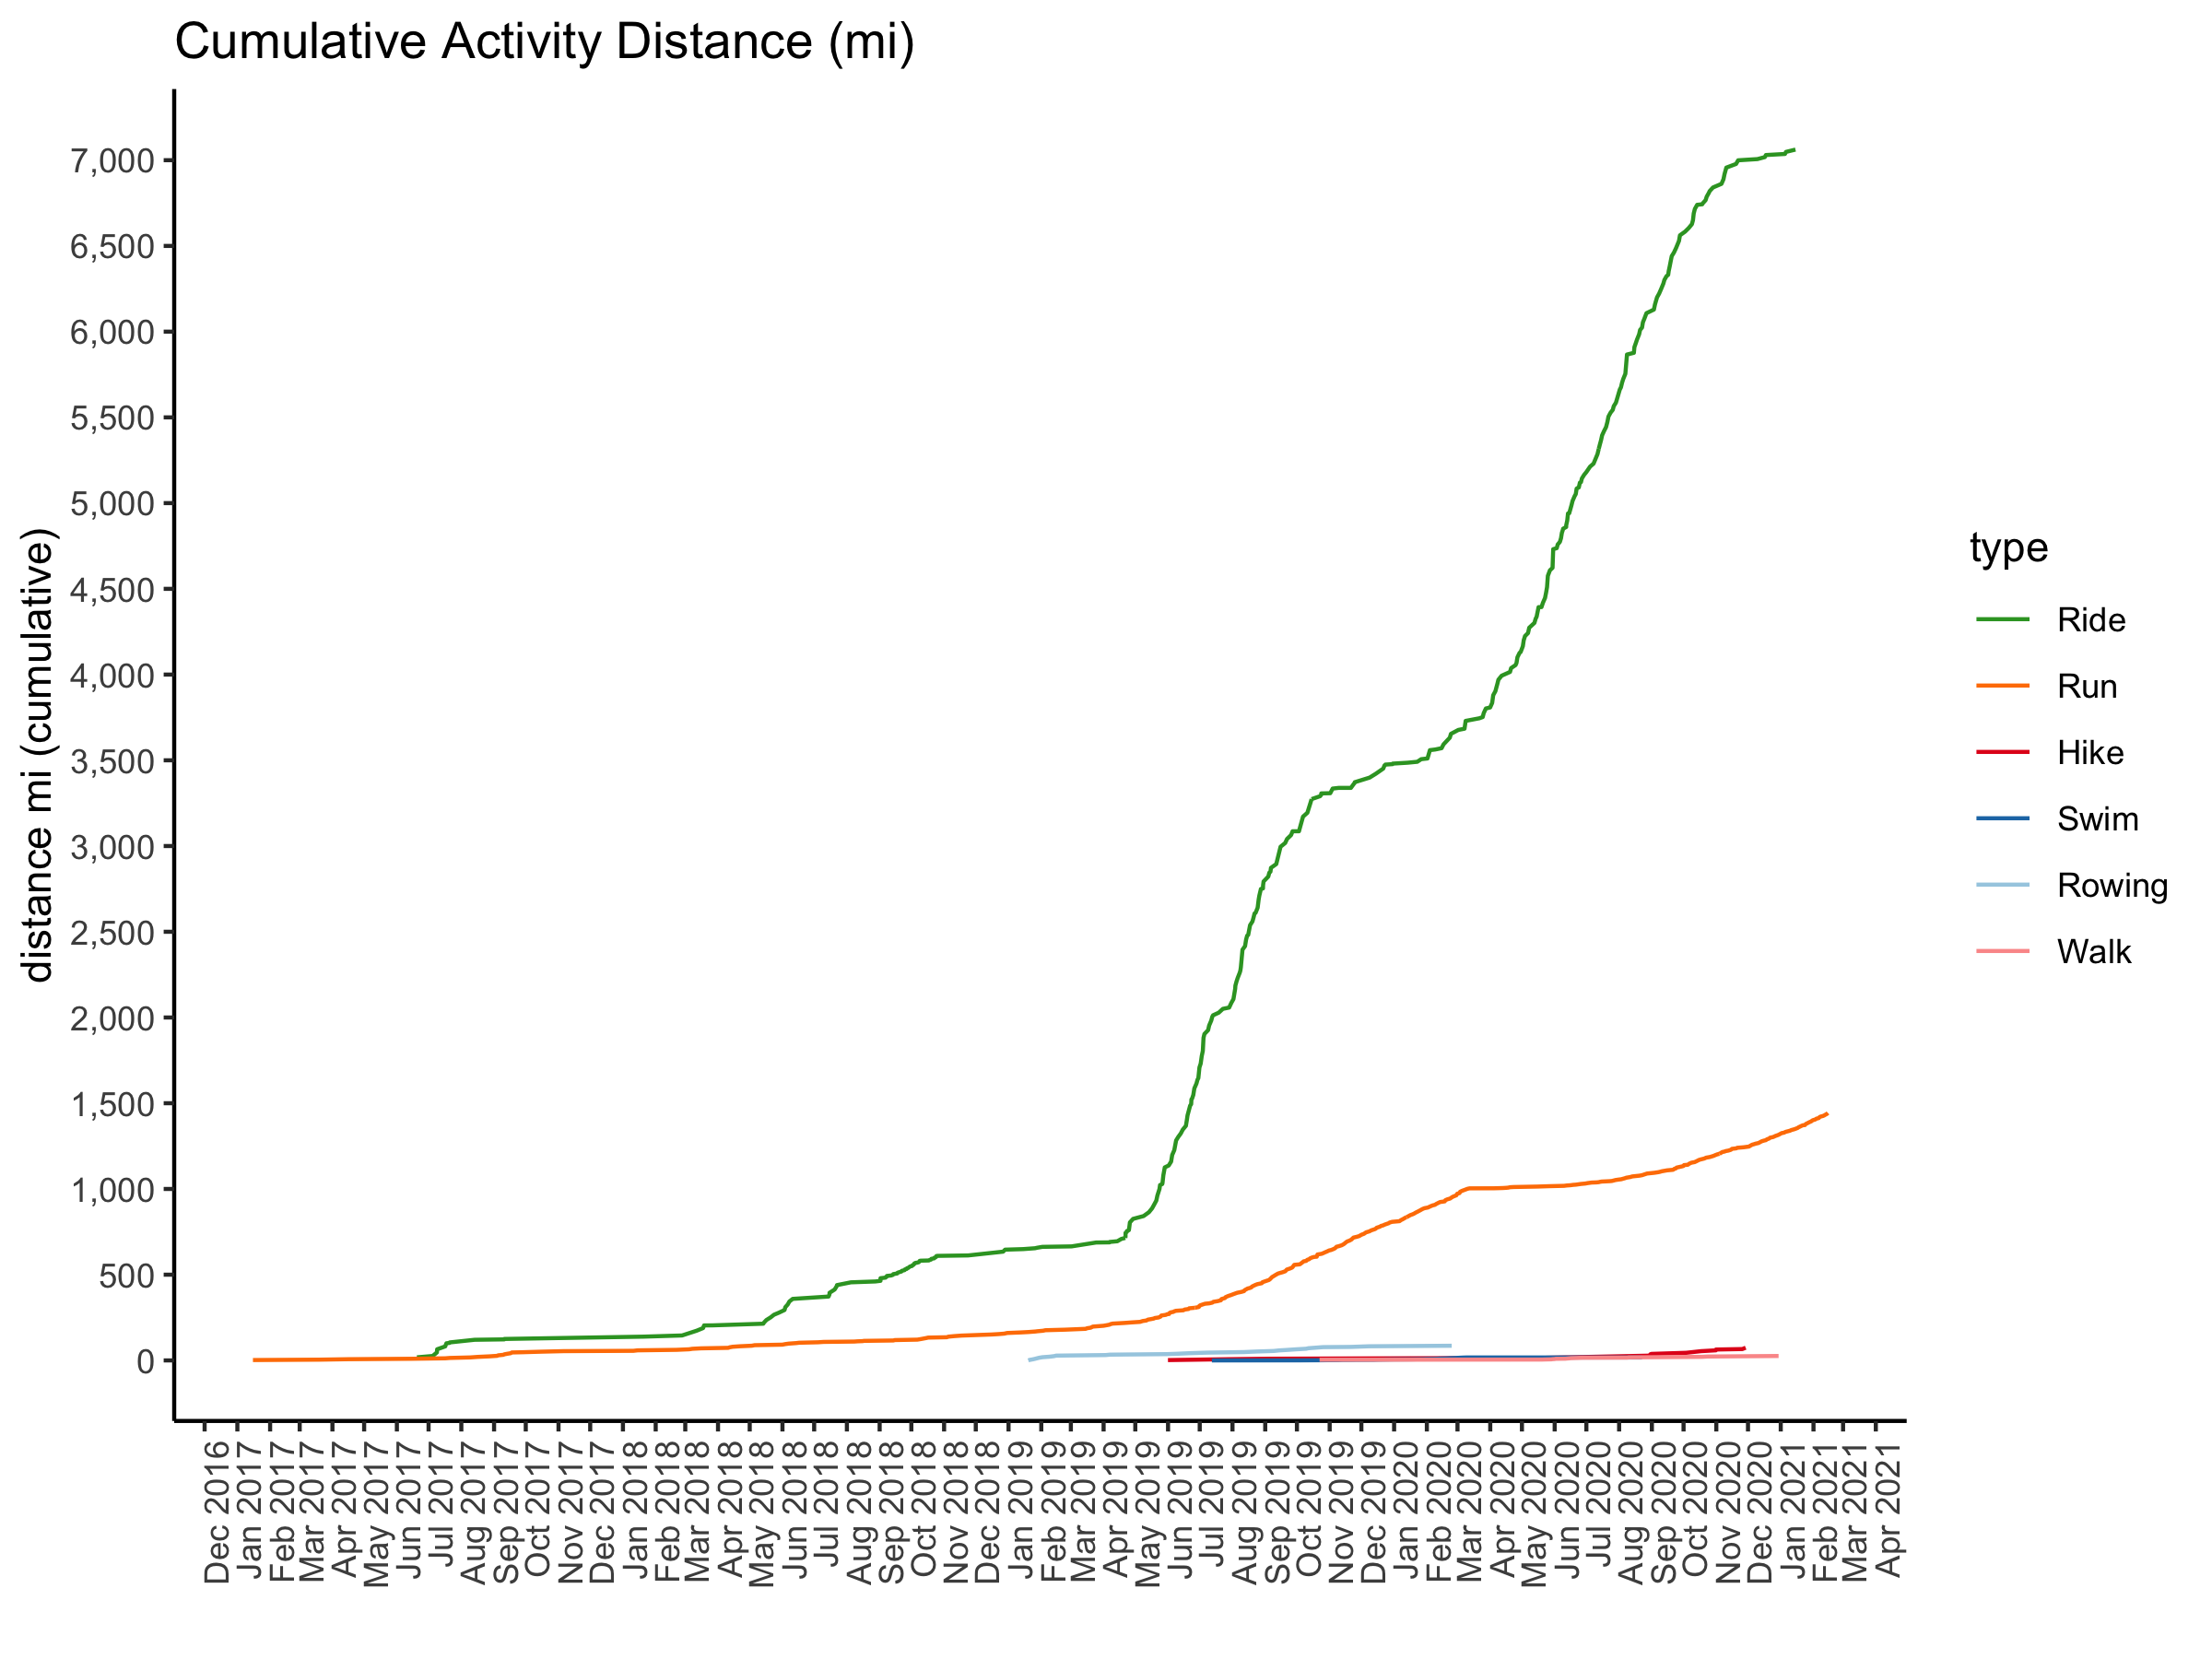 Cumulative Activity Distance (mi)
distance mi (cumulative)
7,000
6,500
6,000
5,500
5,000
4,500
4,000
3,500
3,000
2,500
2,000
1,500
1,000
500
0
Dec 2016
Jan 2017
Feb 2017
Mar 2017
Apr 2017
May 2017
Jun 2017
Jul 2017
Aug 2017
Sep 2017
Oct 2017
Nov 2017
Dec 2017
Jan 2018
Feb 2018
Mar 2018
Apr 2018
May 2018
Jun 2018
Jul 2018
Aug 2018
Sep 2018
Oct 2018
Nov 2018
Dec 2018
Jan 2019
Feb 2019
Mar 2019
Apr 2019
May 2019
Jun 2019
Jul 2019
Aug 2019
Sep 2019
Oct 2019
Nov 2019
Dec 2019
Jan 2020
Feb 2020
Mar 2020
Apr 2020
May 2020
Jun 2020
Jul 2020
Aug 2020
Sep 2020
Oct 2020
Nov 2020
Dec 2020
Jan 2021
Feb 2021
Mar 2021
Apr 2021
type
Ride
Run
Hike
Swim
Rowing
Walk